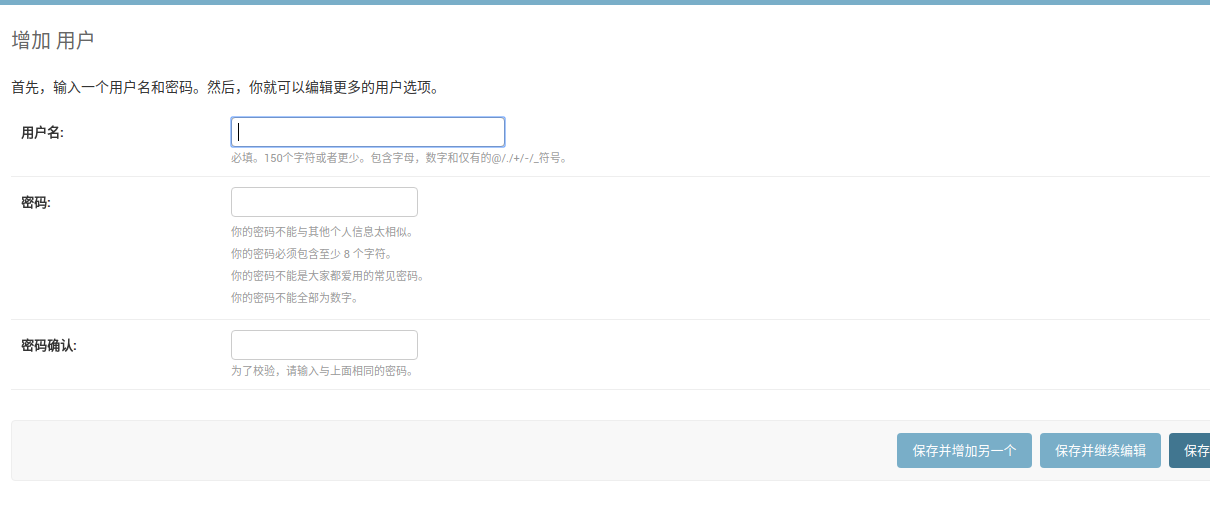 增加 用户
首先，输入一个用户名和密码。然后，你就可以编辑更多的用户选项。
用户名:
必填。150个字符或者更少。包含字母，数字和仅有的@/./+/-/_符号。
密码:
你的密码不能与其他个人信息太相似。
你的密码必须包含至少 8 个字符。
你的密码不能是大家都爱用的常见密码。
你的密码不能全部为数字。
密码确认:
为了校验，请输入与上面相同的密码。
保存并增加另一个 保存并继续编辑 保存